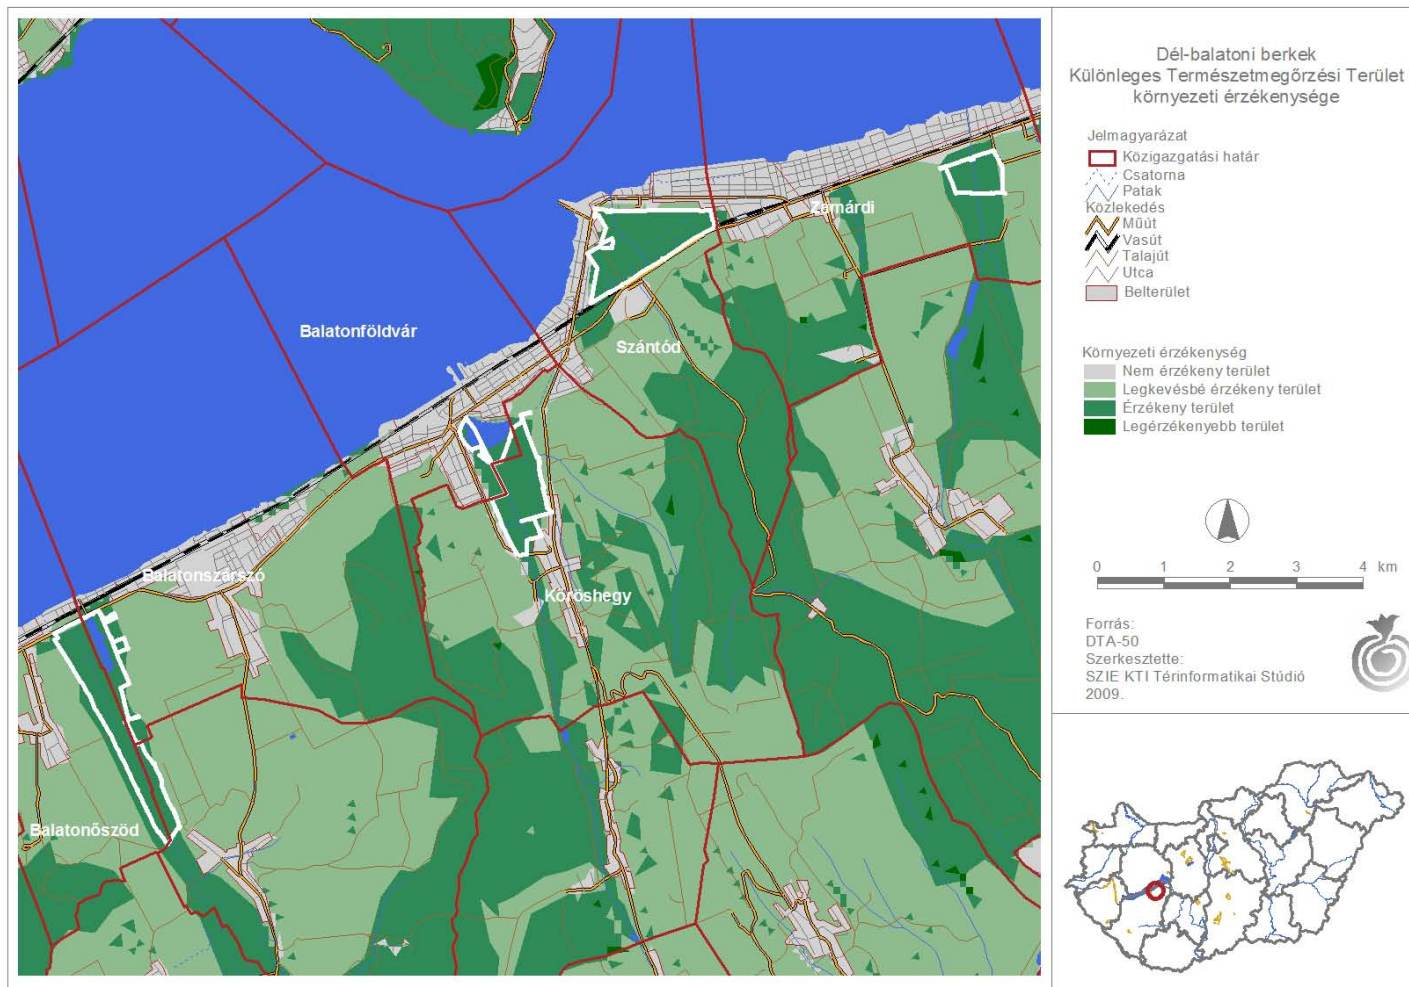 Dél-balatoni berkek
Különleges Természetmegőrzési Terület
környezeti érzékenysége
Jelmagyarázat
Közigazgatási határ
Csatorna
Patak
Közlekedés
Műút
Vasút
Talajút
Utca
Belterület
Környezeti érzékenység
Nem érzékeny terület
Legkevésbé érzékeny terület
Érzékeny terület
Legérzékenyebb terület
0 1 2 3 4 km
Forrás:
DTA-50
Szerkesztette:
SZIE KTI Térinformatikai Stúdió
2009.
Zamárdi
Balatonföldvár
Szántód
Balatonszárszó
Kőröshegy
Balatonőszöd